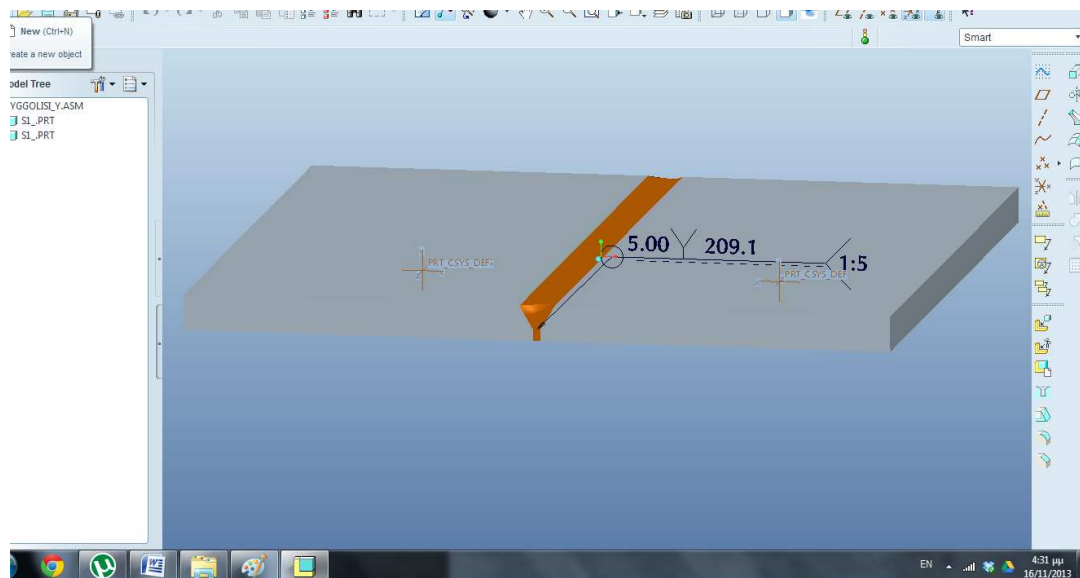 New (Ctrl+N)
eate a new object
Smart
odel Tree
YGGOLISI_Y.ASM
S1_.PRT
S1_.PRT
5.00 209.1
1:5
PRT_CSYS_DEF
PRT_CSYS_DEF
EN
4:31 μμ
16/11/2013